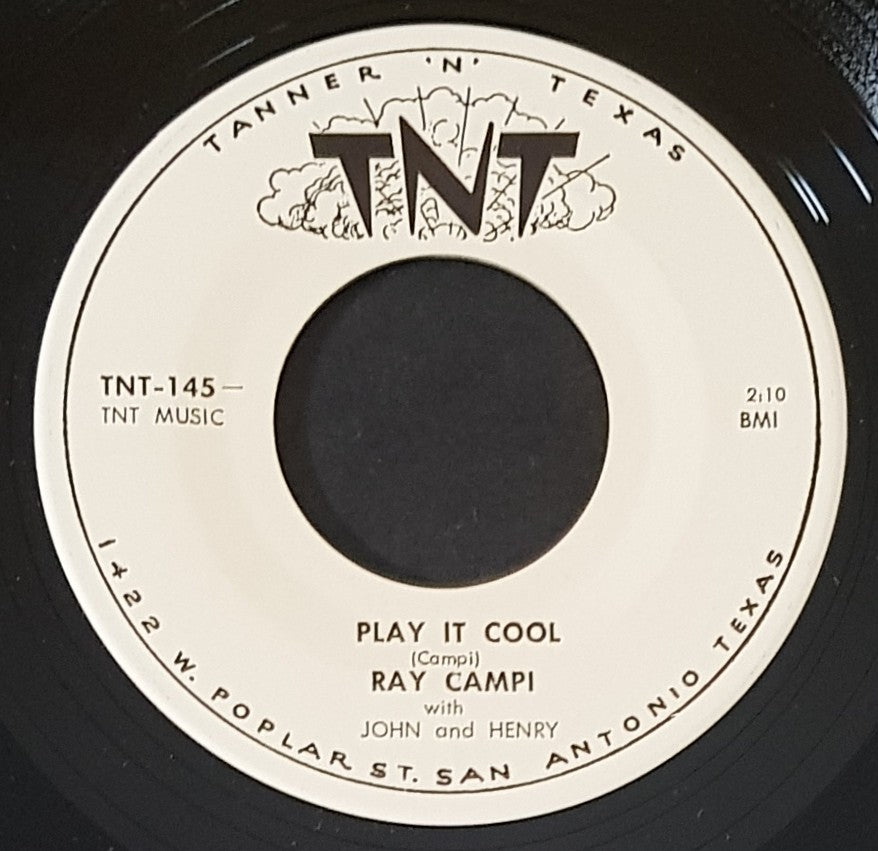 TANNER 'N' TEXAS
TNT
TNT-145—
TNT MUSIC
2:10
BMI
PLAY IT COOL
(Campi)
RAY CAMPI
with
JOHN and HENRY
1422 W. POPLAR ST. SAN ANTONIO TEXAS